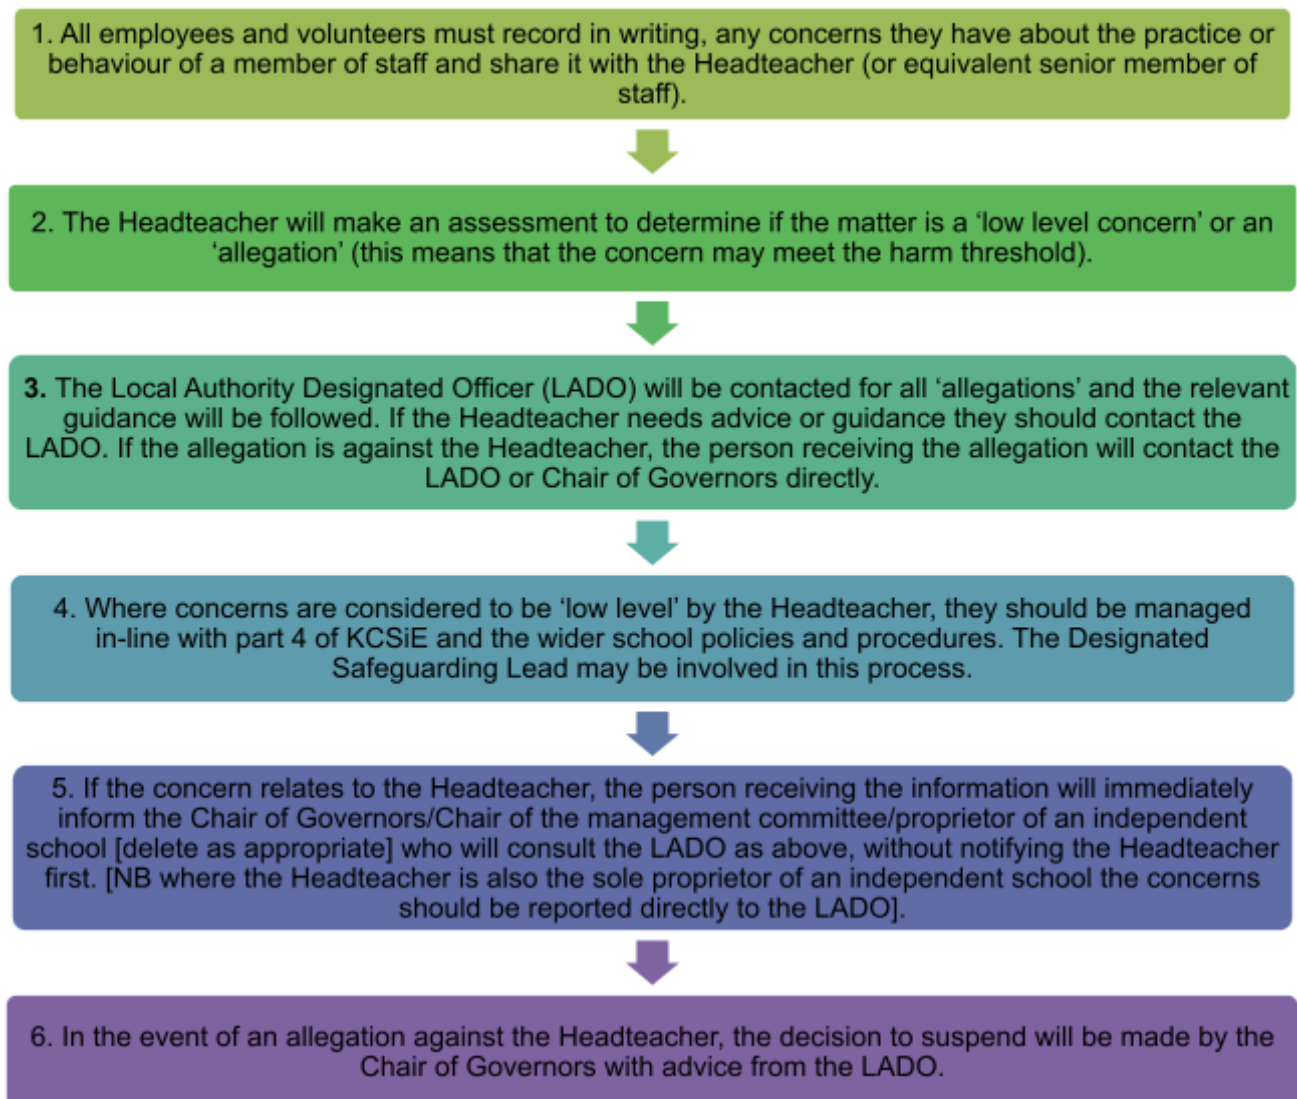 1. All employees and volunteers must record in writing, any concerns they have about the practice or
behaviour of a member of staff and share it with the Headteacher (or equivalent senior member of
staff).
2. The Headteacher will make an assessment to determine if the matter is a ‘low level concern’ or an
‘allegation’ (this means that the concern may meet the harm threshold).
3. The Local Authority Designated Officer (LADO) will be contacted for all ‘allegations’ and the relevant
guidance will be followed. If the Headteacher needs advice or guidance they should contact the
LADO. If the allegation is against the Headteacher, the person receiving the allegation will contact the
LADO or Chair of Governors directly.
4. Where concerns are considered to be ‘low level’ by the Headteacher, they should be managed
in-line with part 4 of KCSiE and the wider school policies and procedures. The Designated
Safeguarding Lead may be involved in this process.
5. If the concern relates to the Headteacher, the person receiving the information will immediately
inform the Chair of Governors/Chair of the management committee/proprietor of an independent
school [delete as appropriate] who will consult the LADO as above, without notifying the Headteacher
first. [NB where the Headteacher is also the sole proprietor of an independent school the concerns
should be reported directly to the LADO].
6. In the event of an allegation against the Headteacher, the decision to suspend will be made by the
Chair of Governors with advice from the LADO.